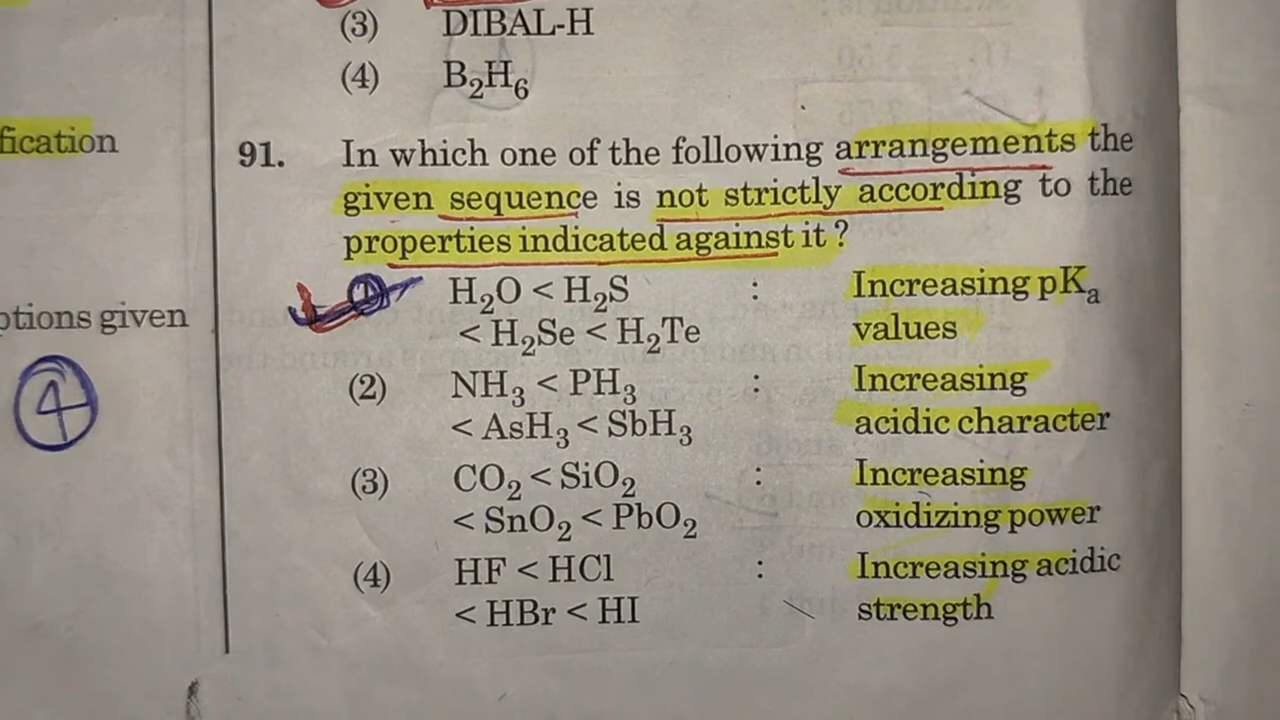 (3) DIBAL-H
(4) B₂H₆
fication
ptions given
4
91. In which one of the following arrangements the
given sequence is not strictly according to the
properties indicated against it ?
(1) H₂O < H₂S : Increasing pKₐ
< H₂Se < H₂Te values
(2) NH₃ < PH₃ : Increasing
< AsH₃ < SbH₃ acidic character
(3) CO₂ < SiO₂ : Increasing
< SnO₂ < PbO₂ oxidizing power
(4) HF < HCl : Increasing acidic
< HBr < HI strength